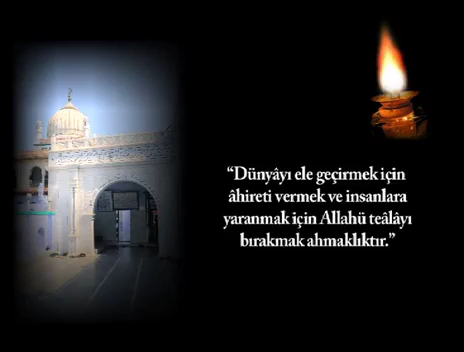 “Dünyâyı ele geçirmek için
âhireti vermek ve insanlara
yaranmak için Allahü teâlâyı
bırakmak ahmaklıktır.”